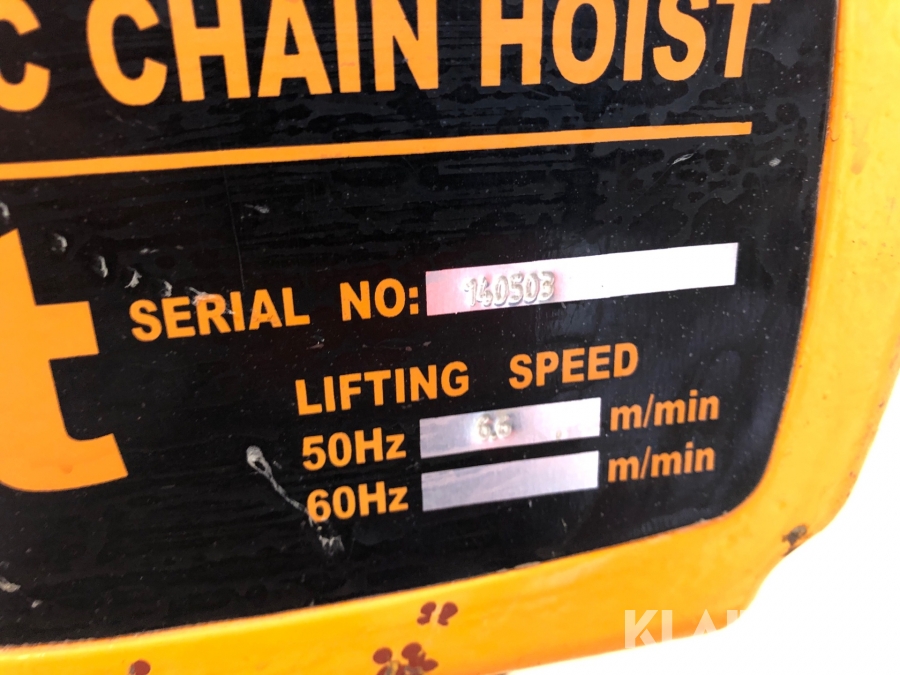 C CHAIN HOIST
t
SERIAL NO: 140503
LIFTING SPEED
50Hz 6.6 m/min
60Hz m/min